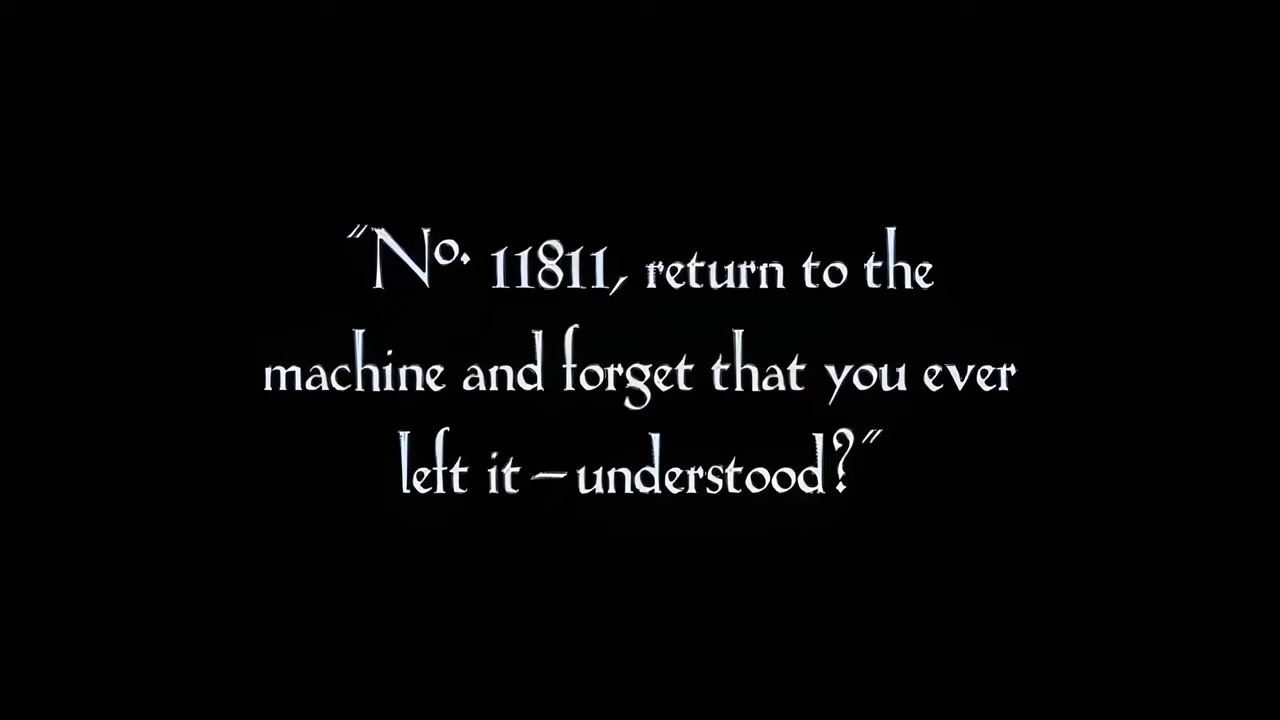 "No. 11811, return to the
machine and forget that you ever
left it – understood?"